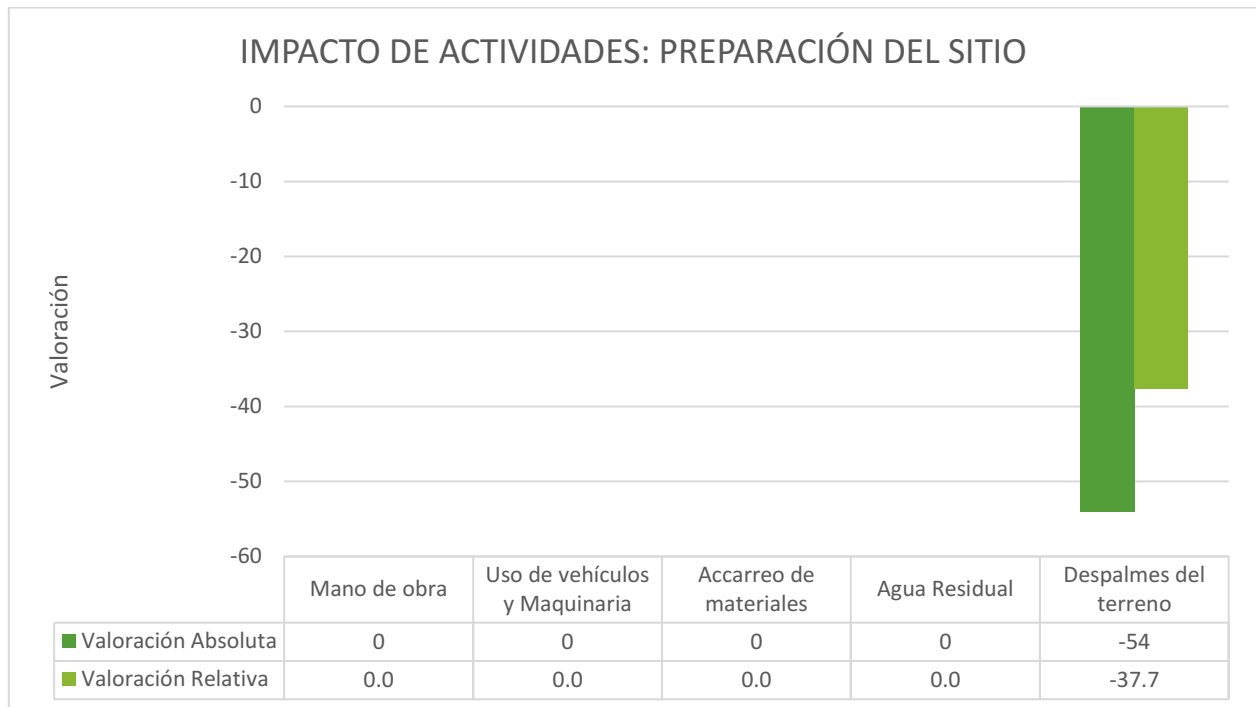 IMPACTO DE ACTIVIDADES: PREPARACIÓN DEL SITIO
Valoración
0
-10
-20
-30
-40
-50
-60
Mano de obra
Uso de vehículos
y Maquinaria
Accarreo de
materiales
Agua Residual
Despalmes del
terreno
Valoración Absoluta 0 0 0 0 -54
Valoración Relativa 0.0 0.0 0.0 0.0 -37.7